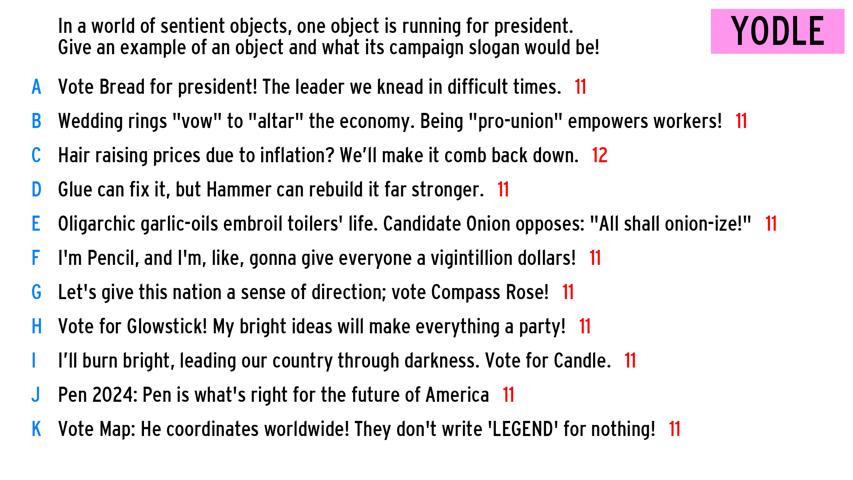 In a world of sentient objects, one object is running for president.
Give an example of an object and what its campaign slogan would be!
YODLE
A Vote Bread for president! The leader we knead in difficult times. 11
B Wedding rings "vow" to "altar" the economy. Being "pro-union" empowers workers! 11
C Hair raising prices due to inflation? We’ll make it comb back down. 12
D Glue can fix it, but Hammer can rebuild it far stronger. 11
E Oligarchic garlic-oils embroil toilers' life. Candidate Onion opposes: "All shall onion-ize!" 11
F I'm Pencil, and I'm, like, gonna give everyone a vigintillion dollars! 11
G Let's give this nation a sense of direction; vote Compass Rose! 11
H Vote for Glowstick! My bright ideas will make everything a party! 11
I I’ll burn bright, leading our country through darkness. Vote for Candle. 11
J Pen 2024: Pen is what's right for the future of America 11
K Vote Map: He coordinates worldwide! They don't write 'LEGEND' for nothing! 11